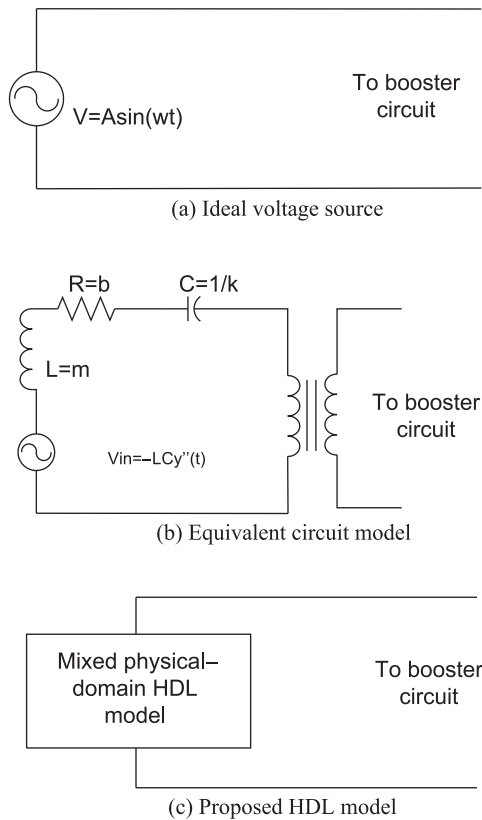 V=Asin(wt)
To booster
circuit
(a) Ideal voltage source
R=b
C=1/k
L=m
To booster
circuit
Vin=–LCy''(t)
(b) Equivalent circuit model
Mixed physical–
domain HDL
model
To booster
circuit
(c) Proposed HDL model